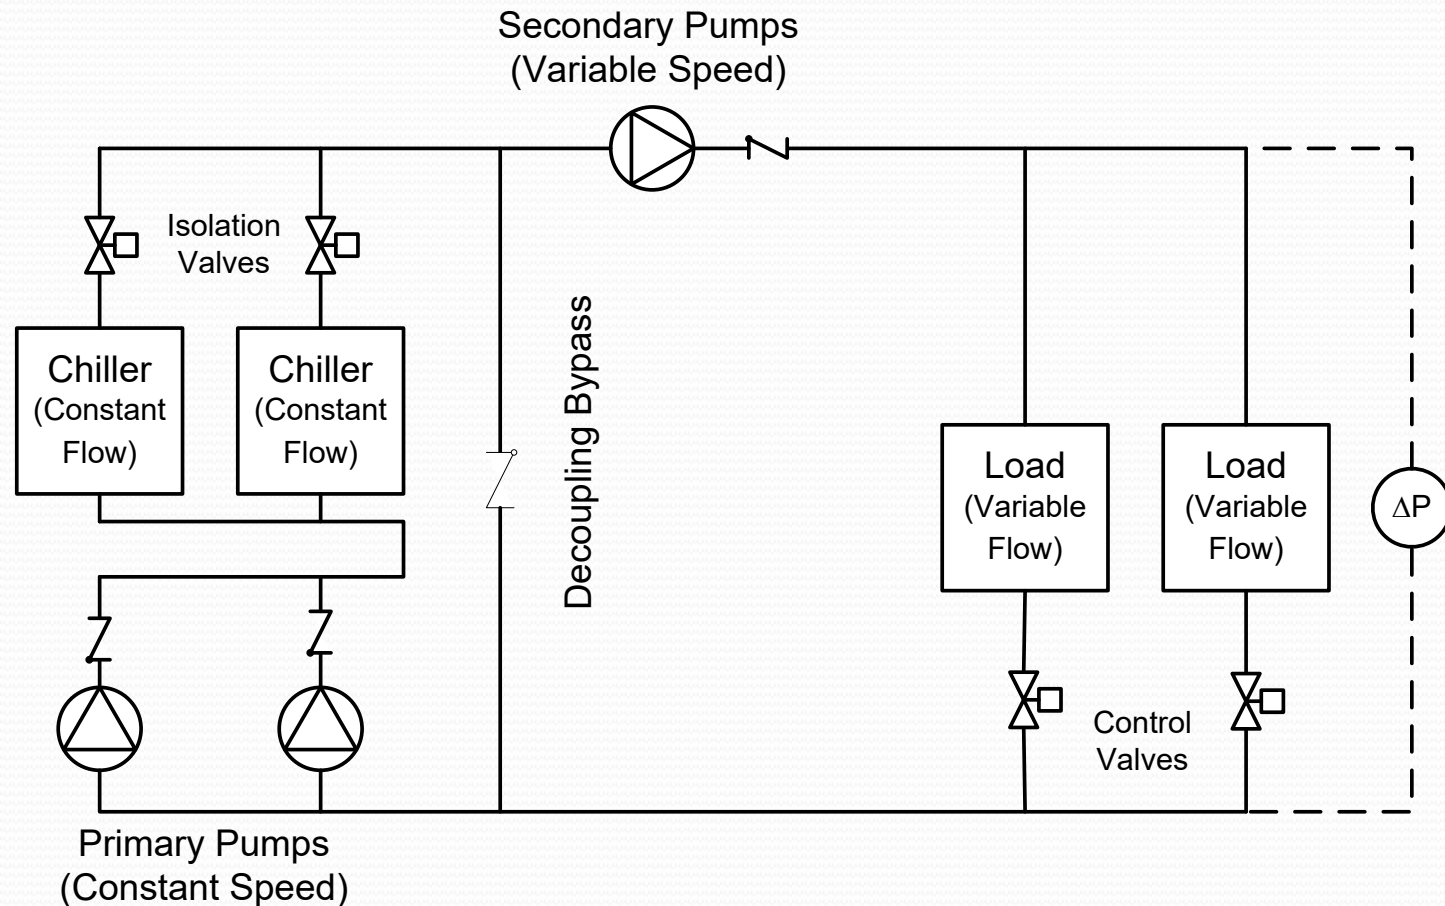 Secondary Pumps
(Variable Speed)
Isolation
Valves
Chiller
(Constant
Flow)
Chiller
(Constant
Flow)
Decoupling Bypass
Load
(Variable
Flow)
Load
(Variable
Flow)
ΔP
Control
Valves
Primary Pumps
(Constant Speed)